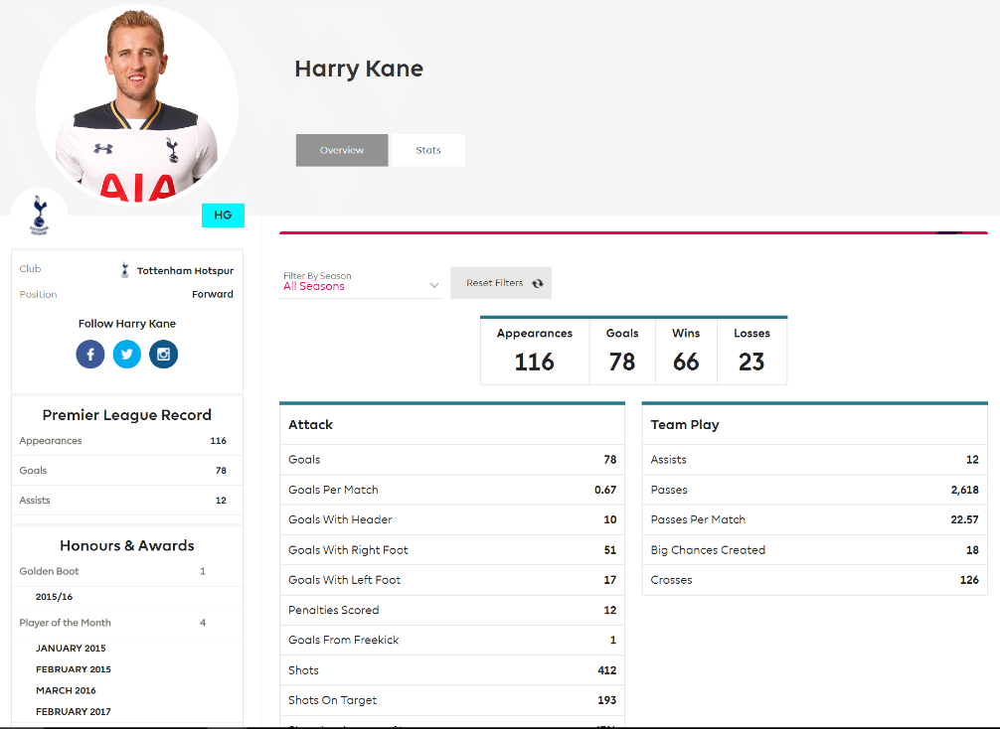 Harry Kane
Overview Stats
AIA
HG
TOTTENHAM
HOTSPUR
Club Tottenham Hotspur
Position Forward
Follow Harry Kane
Premier League Record
Appearances 116
Goals 78
Assists 12
Honours & Awards
Golden Boot 1
2015/16
Player of the Month 4
JANUARY 2015
FEBRUARY 2015
MARCH 2016
FEBRUARY 2017
Filter By Season
All Seasons
Reset Filters
Appearances Goals Wins Losses
116 78 66 23
Attack
Goals 78
Goals Per Match 0.67
Goals With Header 10
Goals With Right Foot 51
Goals With Left Foot 17
Penalties Scored 12
Goals From Freekick 1
Shots 412
Shots On Target 193
Team Play
Assists 12
Passes 2,618
Passes Per Match 22.57
Big Chances Created 18
Crosses 126